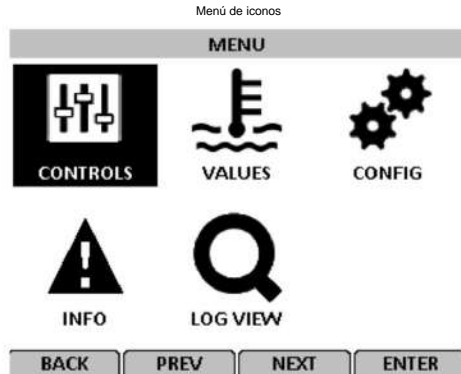 Menú de iconos
MENU
CONTROLS VALUES CONFIG
INFO LOG VIEW
BACK PREV NEXT ENTER